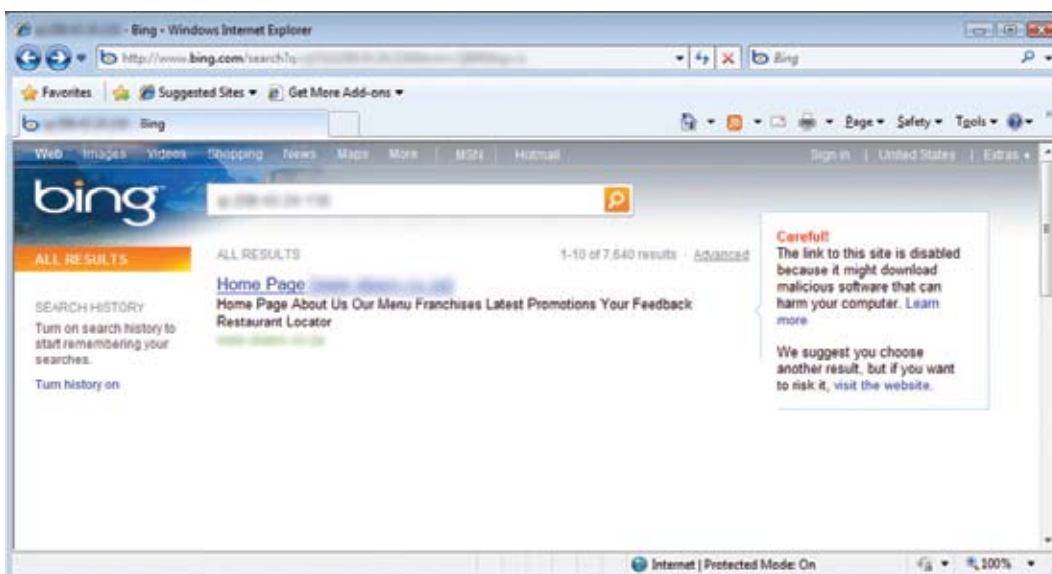 - Bing - Windows Internet Explorer
http://www.bing.com/search?q
Bing
Favorites Suggested Sites Get More Add-ons
Bing
Page Safety Tools
Web Images Videos Shopping News Maps More | MSN | Hotmail
Sign in | United States | Extras
bing
ALL RESULTS
SEARCH HISTORY
Turn on search history to
start remembering your
searches.
Turn history on
ALL RESULTS
1-10 of 7,640 results · Advanced
Home Page
Home Page About Us Our Menu Franchises Latest Promotions Your Feedback
Restaurant Locator
Careful!
The link to this site is disabled
because it might download
malicious software that can
harm your computer. Learn
more
We suggest you choose
another result, but if you want
to risk it, visit the website.
Internet | Protected Mode: On
100%